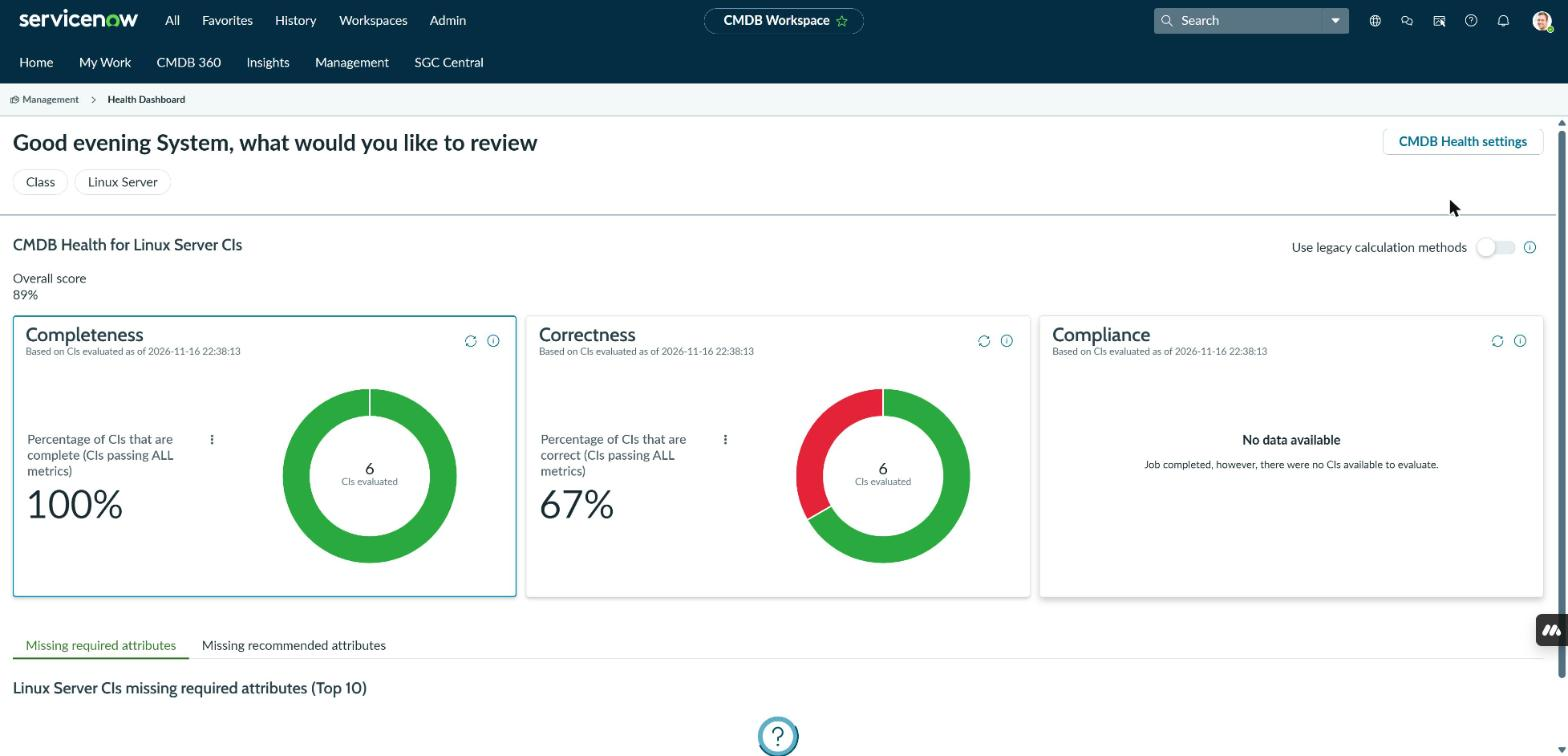 servicenow All Favorites History Workspaces Admin CMDB Workspace Search
Home My Work CMDB 360 Insights Management SGC Central
Management > Health Dashboard
Good evening System, what would you like to review
CMDB Health settings
Class Linux Server
CMDB Health for Linux Server CIs
Use legacy calculation methods
Overall score
89%
Completeness
Based on CIs evaluated as of 2026-11-16 22:38:13
Percentage of CIs that are
complete (CIs passing ALL
metrics)
100%
6
CIs evaluated
Correctness
Based on CIs evaluated as of 2026-11-16 22:38:13
Percentage of CIs that are
correct (CIs passing ALL
metrics)
67%
6
CIs evaluated
Compliance
Based on CIs evaluated as of 2026-11-16 22:38:13
No data available
Job completed, however, there were no CIs available to evaluate.
Missing required attributes Missing recommended attributes
Linux Server CIs missing required attributes (Top 10)
?